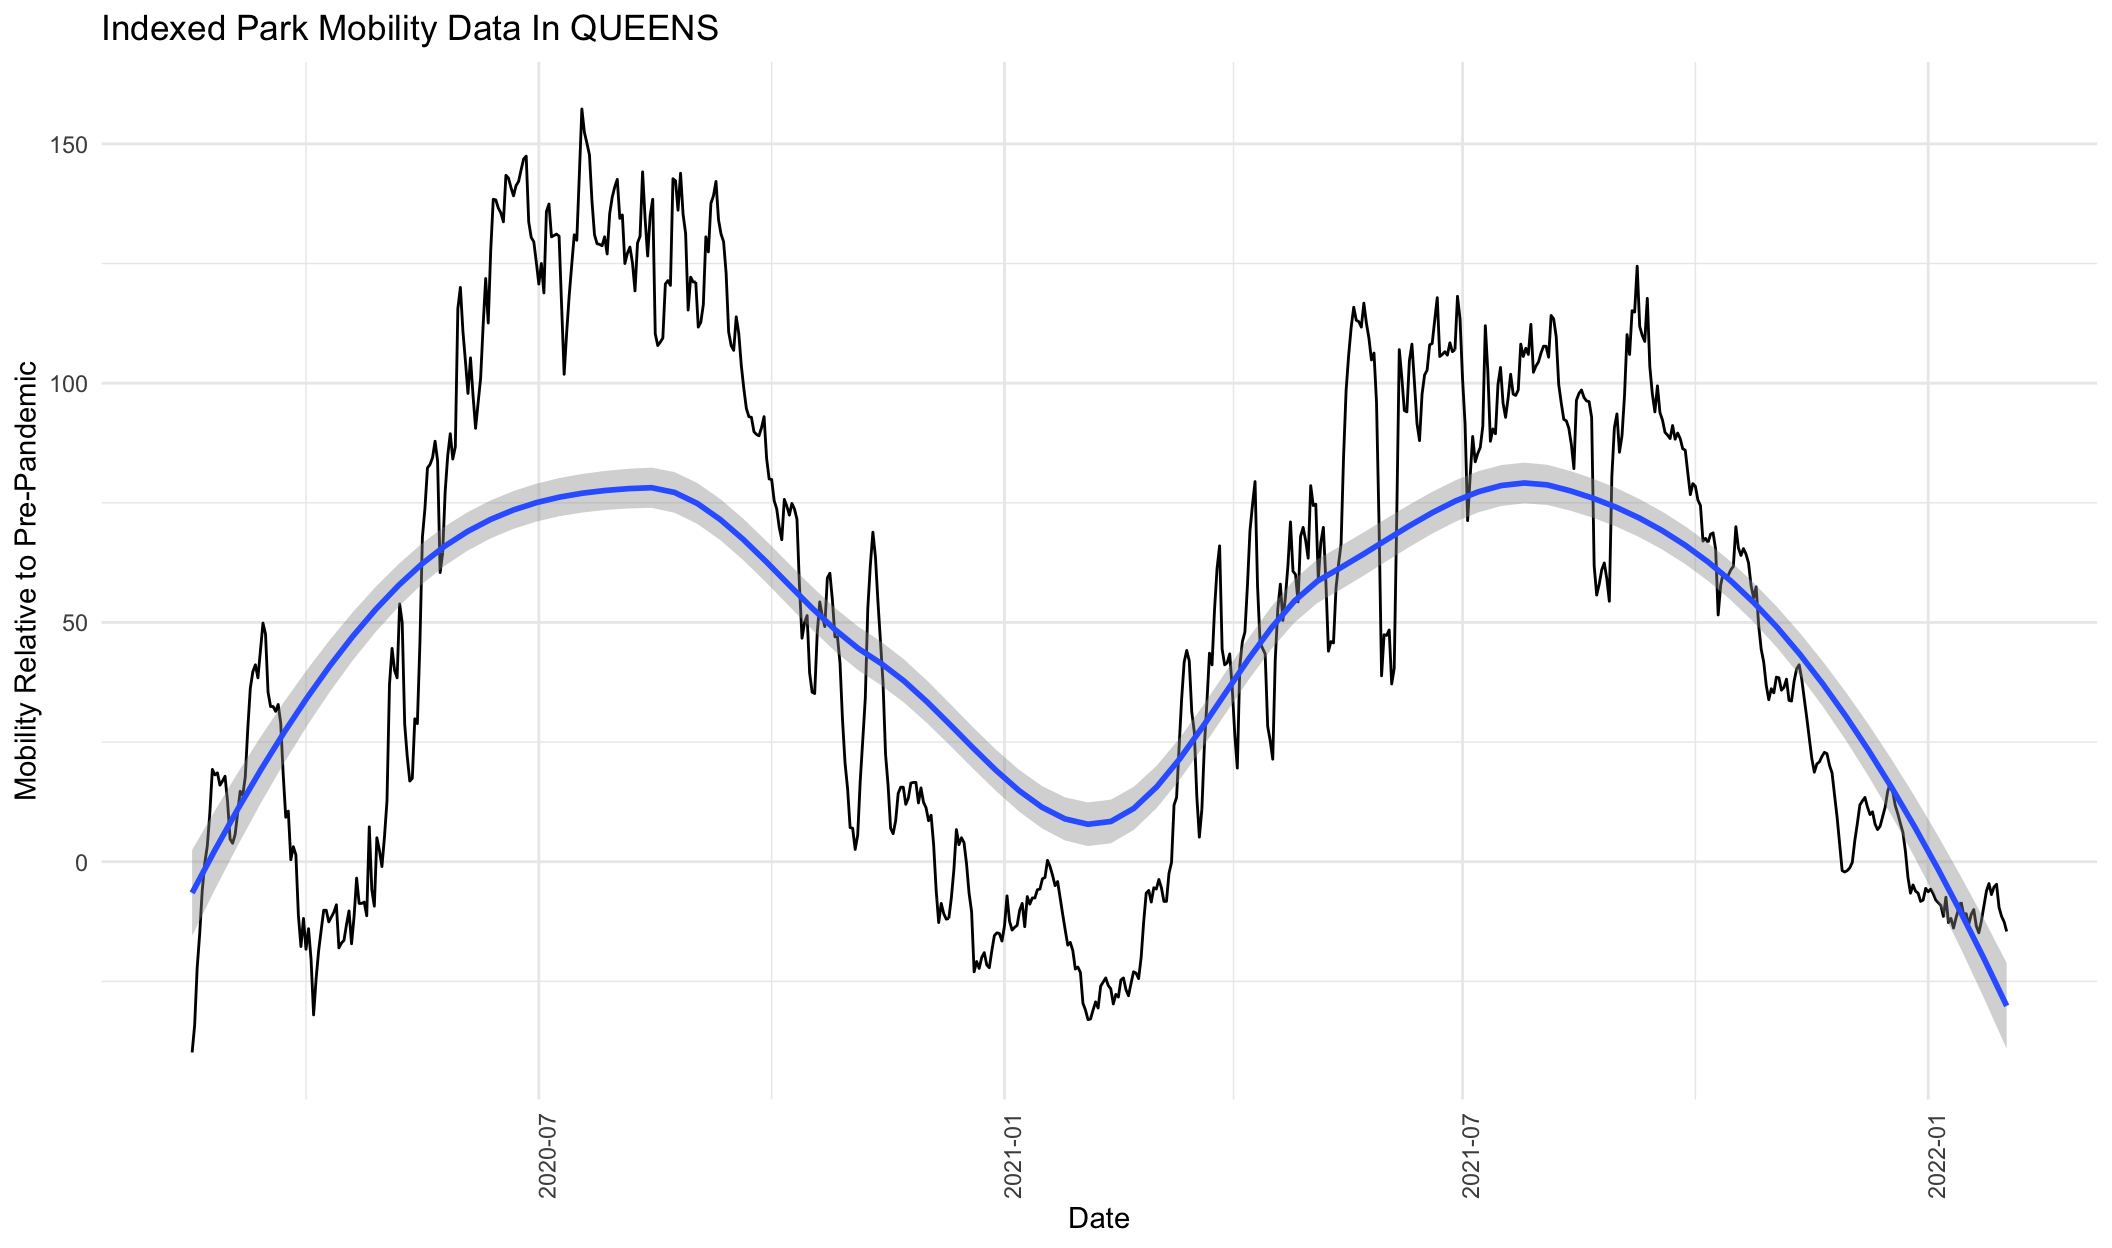 Indexed Park Mobility Data In QUEENS
Mobility Relative to Pre-Pandemic
150
100
50
0
2020-07
2021-01
2021-07
2022-01
Date